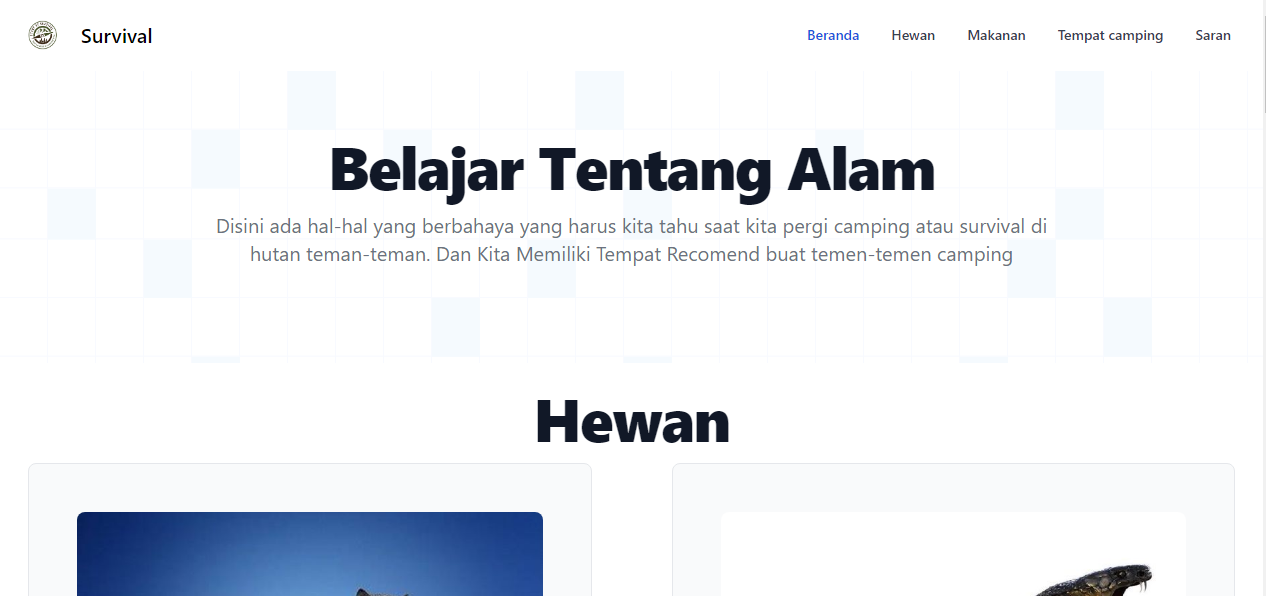 Survival
Beranda
Hewan
Makanan
Tempat camping
Saran
Belajar Tentang Alam
Disini ada hal-hal yang berbahaya yang harus kita tahu saat kita pergi camping atau survival di
hutan teman-teman. Dan Kita Memiliki Tempat Recomend buat temen-temen camping
Hewan